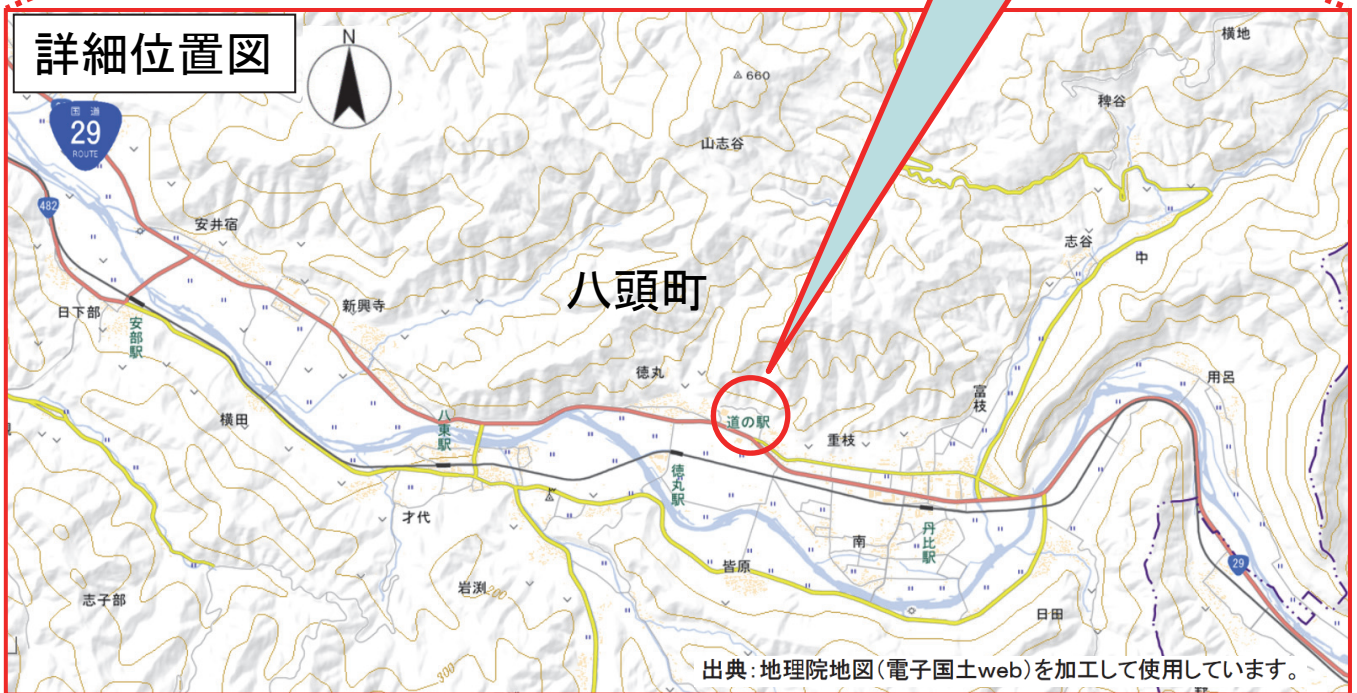 詳細位置図
N
国道
29
ROUTE
横地
660
稗谷
山志谷
482
安井宿
志谷
中
八頭町
日下部
安部駅
新興寺
徳丸
用呂
富枝
道の駅
重枝
横田
八東駅
徳丸駅
才代
南
丹比駅
皆原
29
岩渕
200
志子部
日田
300
出典:地理院地図(電子国土web)を加工して使用しています。